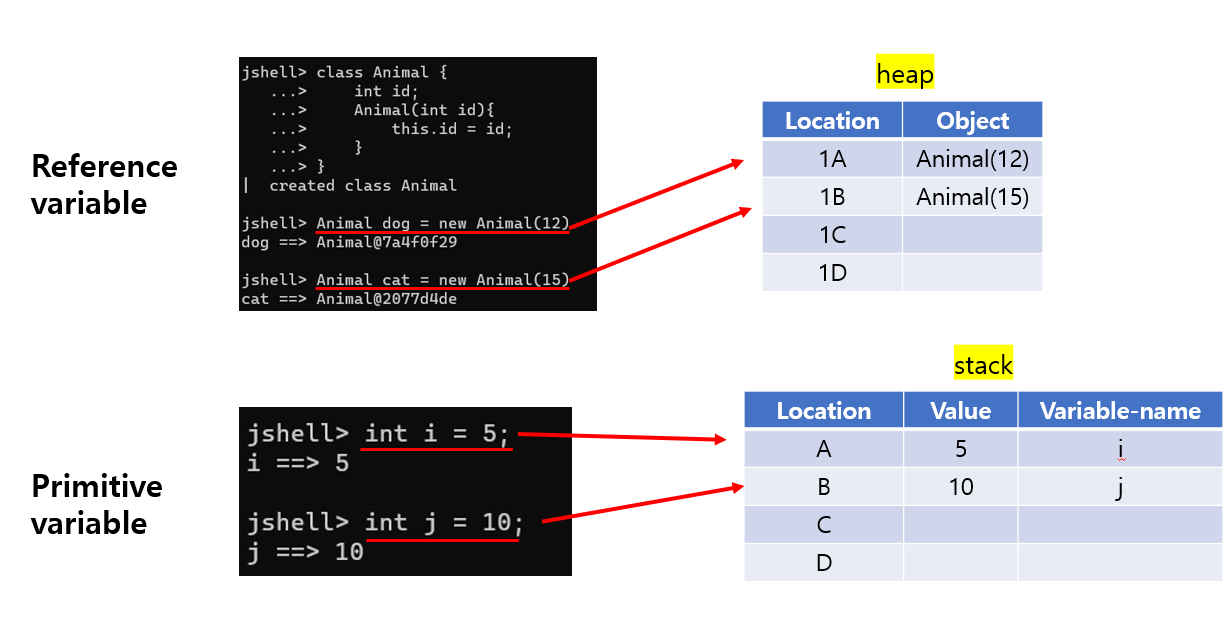 Reference
variable
jshell> class Animal {
...> int id;
...> Animal(int id){
...> this.id = id;
...> }
...> }
| created class Animal
jshell> Animal dog = new Animal(12)
dog ==> Animal@7a4f0f29
jshell> Animal cat = new Animal(15)
cat ==> Animal@2077d4de
heap
Location Object
1A Animal(12)
1B Animal(15)
1C
1D
Primitive
variable
jshell> int i = 5;
i ==> 5
jshell> int j = 10;
j ==> 10
stack
Location Value Variable-name
A 5 i
B 10 j
C
D